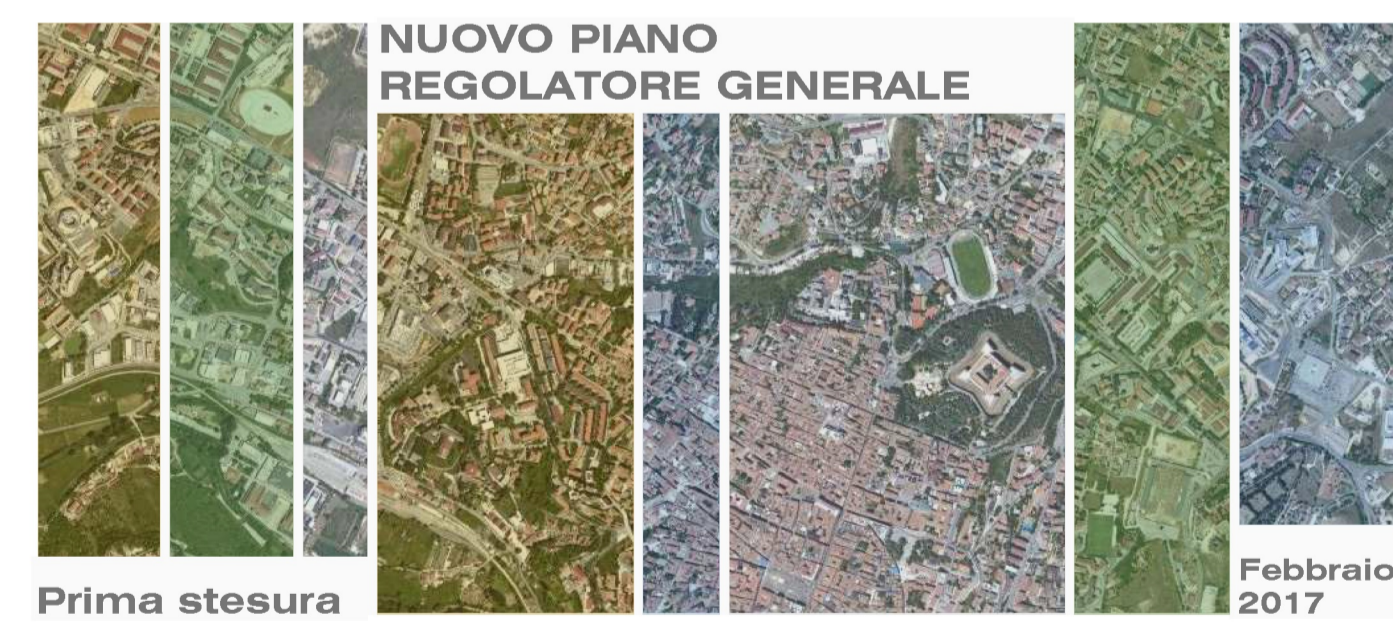 NUOVO PIANO
REGOLATORE GENERALE
Prima stesura
Febbraio
2017